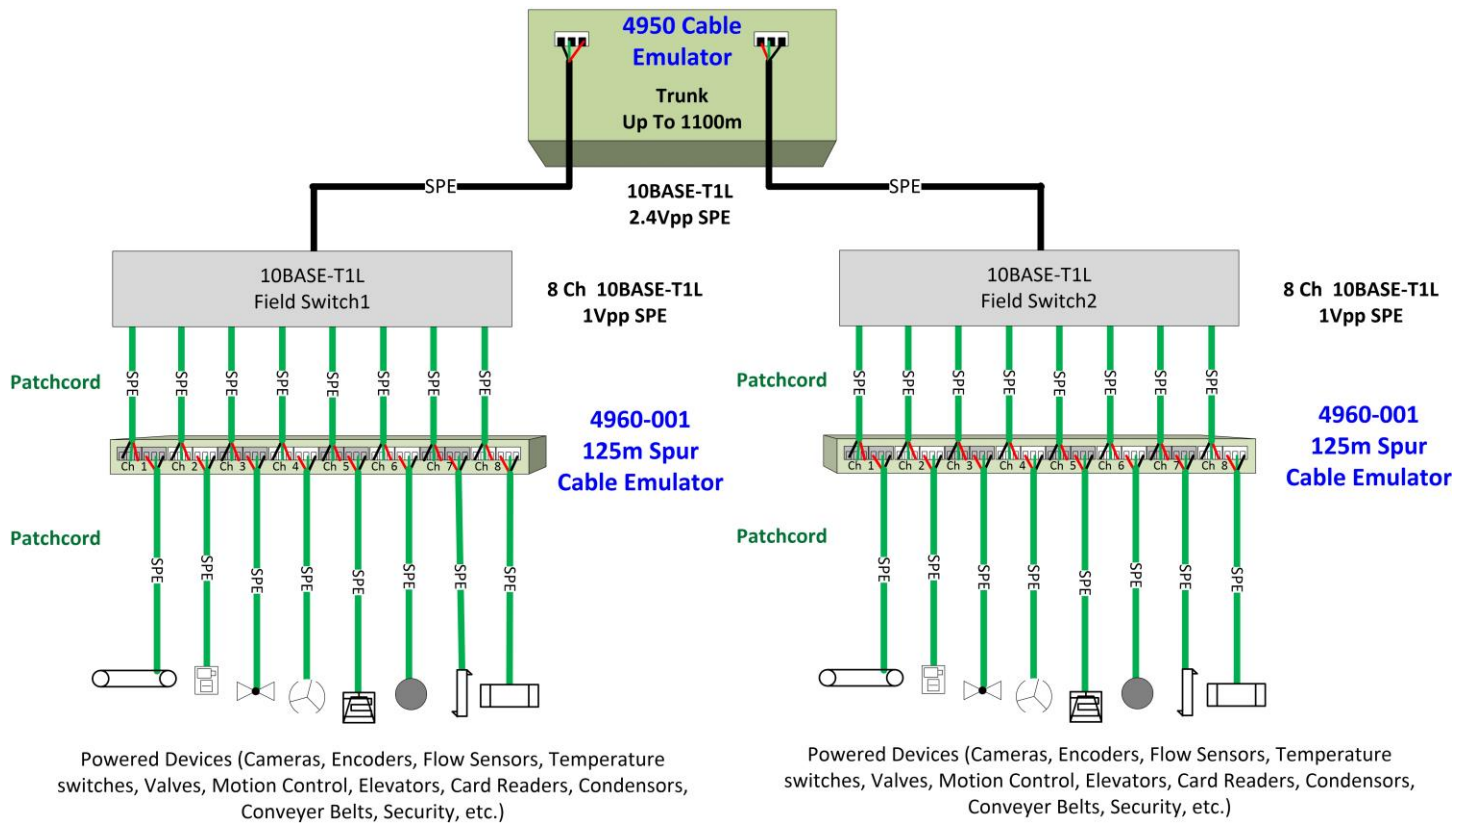 4950 Cable
Emulator
Trunk
Up To 1100m
SPE
SPE
10BASE-T1L
2.4Vpp SPE
10BASE-T1L
Field Switch1
8 Ch 10BASE-T1L
1Vpp SPE
10BASE-T1L
Field Switch2
8 Ch 10BASE-T1L
1Vpp SPE
Patchcord
SPE
SPE
SPE
SPE
SPE
SPE
SPE
SPE
Patchcord
SPE
SPE
SPE
SPE
SPE
SPE
SPE
SPE
4960-001
125m Spur
Cable Emulator
4960-001
125m Spur
Cable Emulator
Ch 1
Ch 2
Ch 3
Ch 4
Ch 5
Ch 6
Ch 7
Ch 8
Ch 1
Ch 2
Ch 3
Ch 4
Ch 5
Ch 6
Ch 7
Ch 8
Patchcord
SPE
SPE
SPE
SPE
SPE
SPE
SPE
SPE
Patchcord
SPE
SPE
SPE
SPE
SPE
SPE
SPE
SPE
Powered Devices (Cameras, Encoders, Flow Sensors, Temperature
switches, Valves, Motion Control, Elevators, Card Readers, Condensors,
Conveyer Belts, Security, etc.)
Powered Devices (Cameras, Encoders, Flow Sensors, Temperature
switches, Valves, Motion Control, Elevators, Card Readers, Condensors,
Conveyer Belts, Security, etc.)